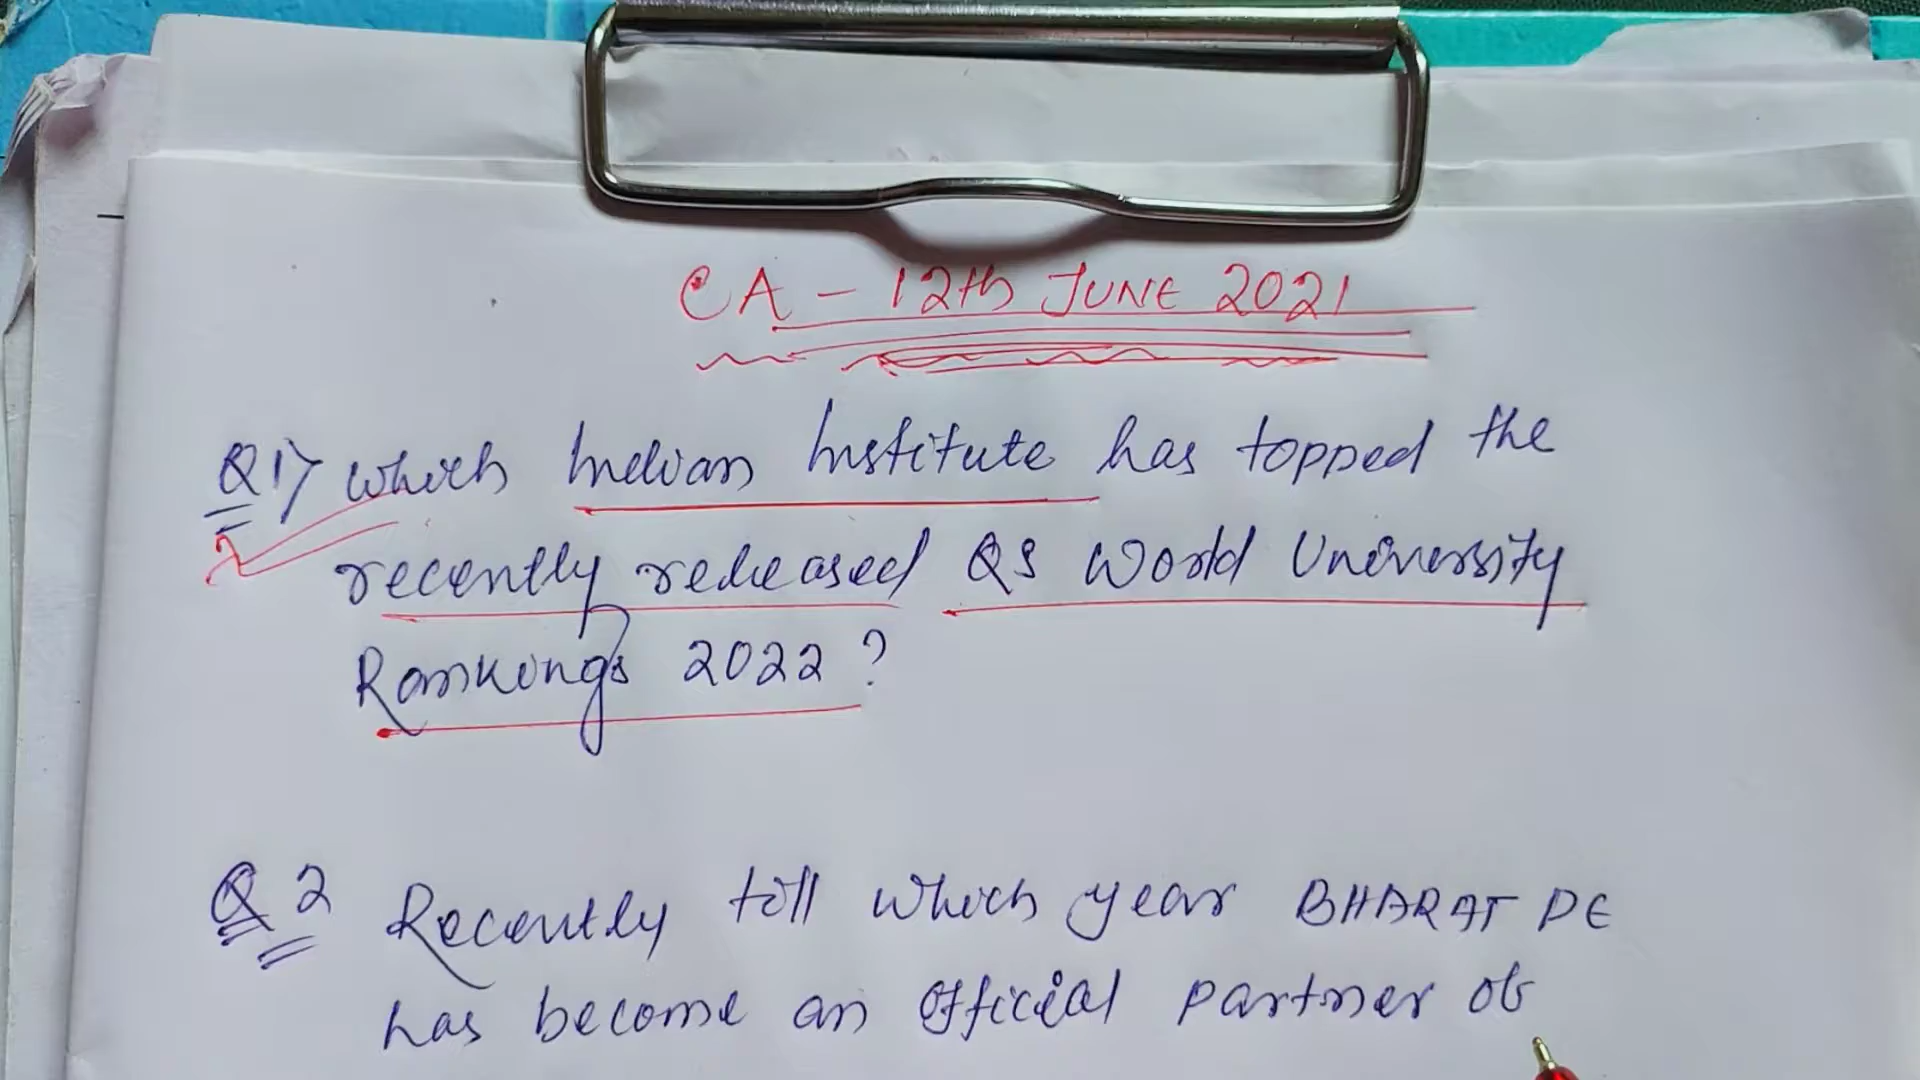 CA - 12th JUNE 2021
Q1) which Indian Institute has topped the
recently released QS World University
Rankings 2022 ?
Q2 Recently till which year BHARAT PE
has become an official partner of